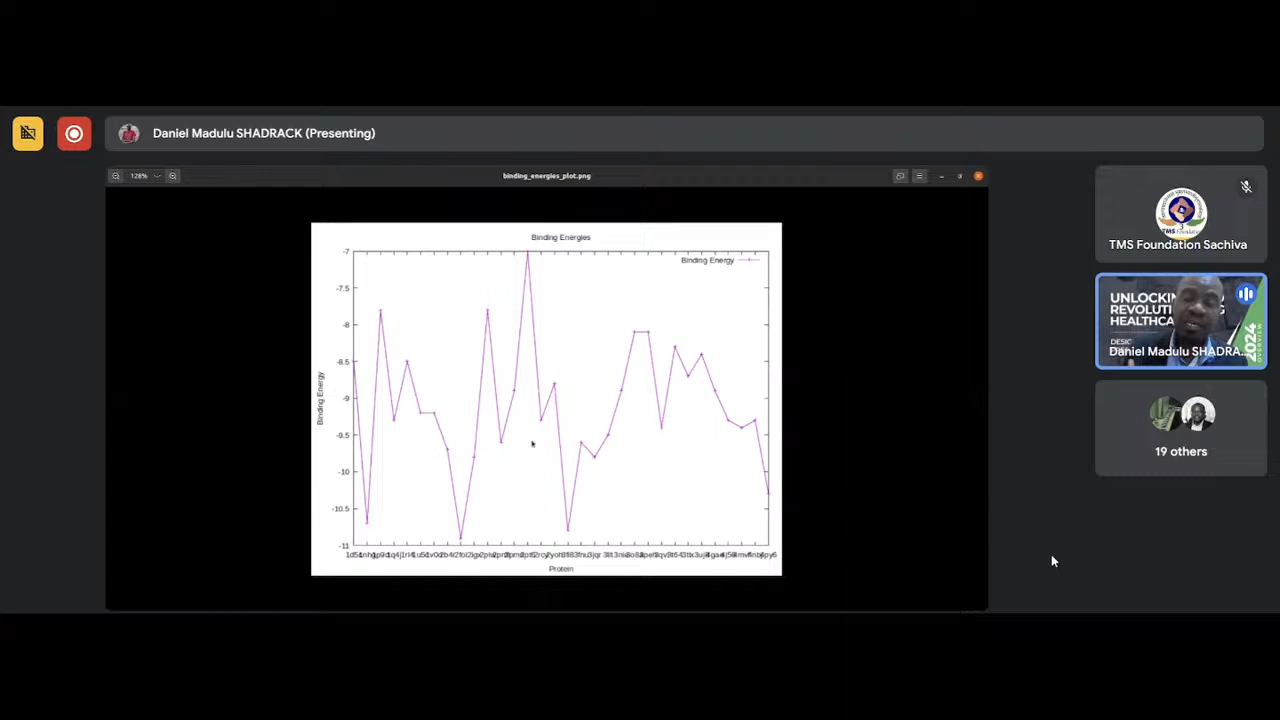 Daniel Madulu SHADRACK (Presenting)
128%
binding_energies_plot.png
Binding Energies
Binding Energy
-7
-7.5
-8
-8.5
-9
-9.5
-10
-10.5
-11
Binding Energy
Protein
TMS Foundation Sachiva
UNLOCKIN
REVOLUTI
HEALTHCA
2024
Daniel Madulu SHADRA...
19 others